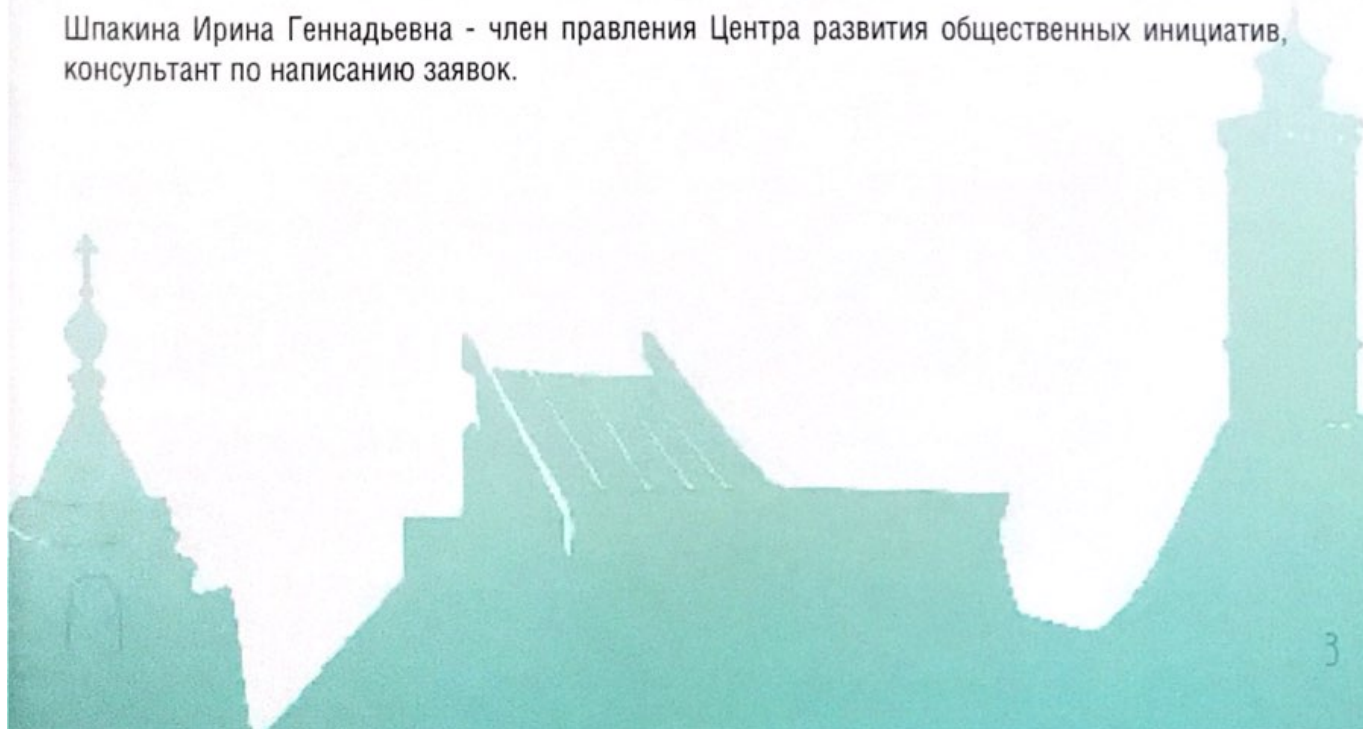 Шпакина Ирина Геннадьевна - член правления Центра развития общественных инициатив,
консультант по написанию заявок.
3